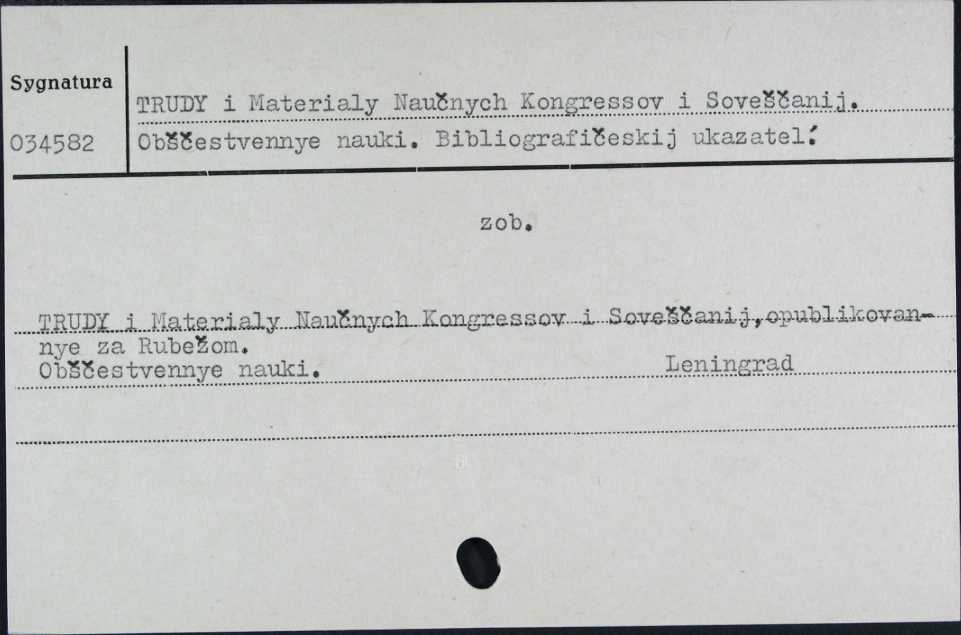 Sygnatura
TRUDY i Materialy Naučnych Kongressov i Soveščanij.
034582
Obščestvennye nauki. Bibliografičeskij ukazatel.́
zob.
TRUDY i Materialy Naučnych Kongressov i Soveščanij,opublikovan-
nye za Rubežom.
Obščestvennye nauki. Leningrad